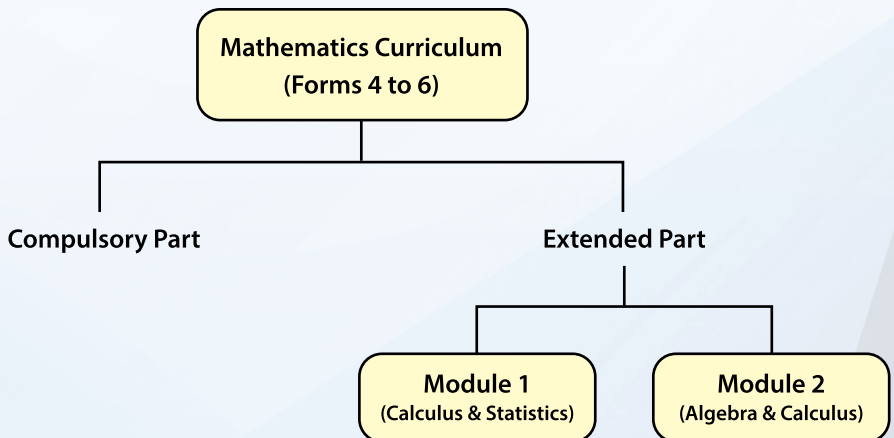 Mathematics Curriculum
(Forms 4 to 6)
Compulsory Part
Extended Part
Module 1
(Calculus & Statistics)
Module 2
(Algebra & Calculus)